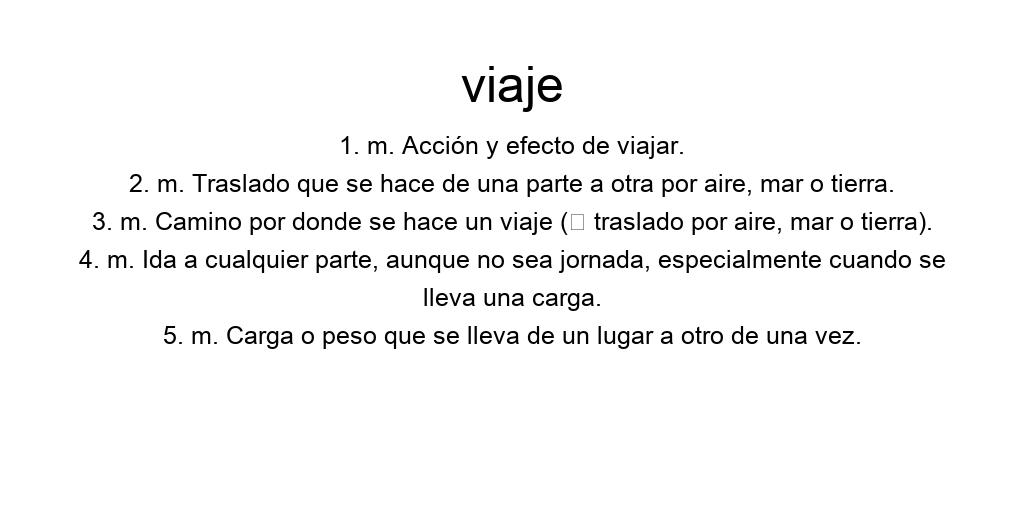 viaje
1. m. Acción y efecto de viajar.
2. m. Traslado que se hace de una parte a otra por aire, mar o tierra.
3. m. Camino por donde se hace un viaje (□ traslado por aire, mar o tierra).
4. m. Ida a cualquier parte, aunque no sea jornada, especialmente cuando se
lleva una carga.
5. m. Carga o peso que se lleva de un lugar a otro de una vez.